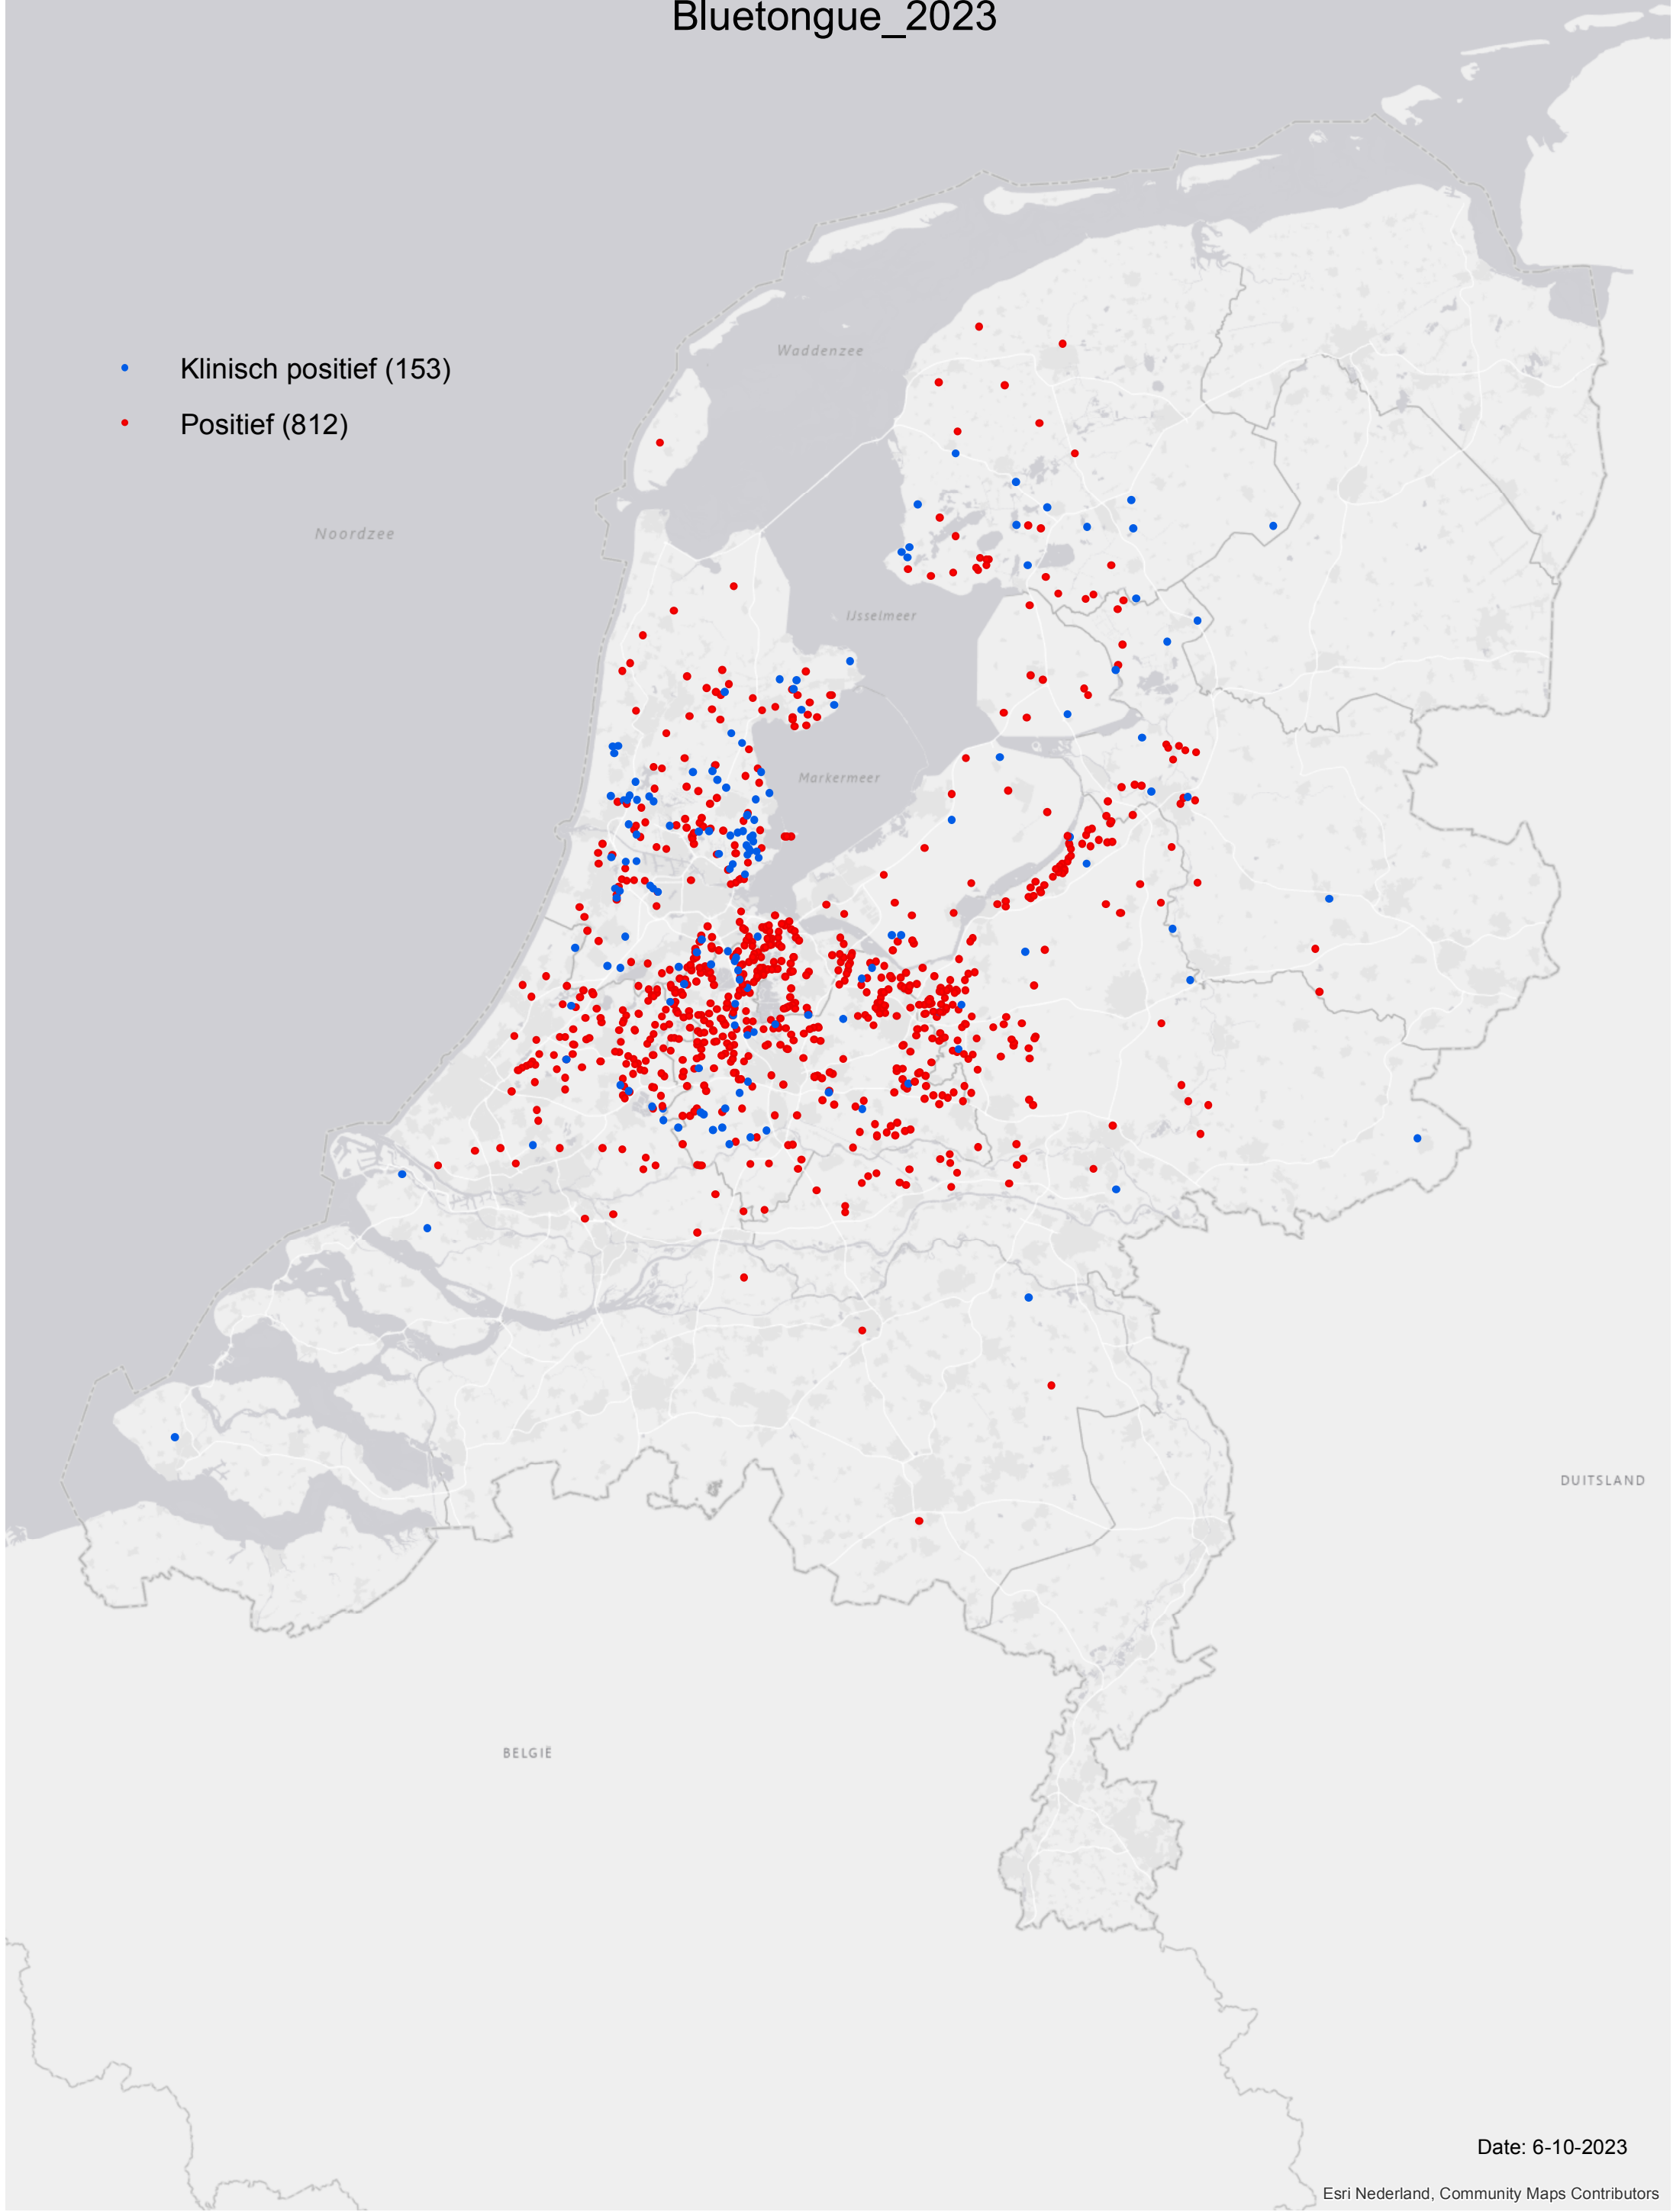 Bluetongue_2023
Waddenzee
Klinisch positief (153)
Positief (812)
Noordzee
IJsselmeer
Markermeer
DUITSLAND
BELGIË
Date: 6-10-2023
Esri Nederland, Community Maps Contributors